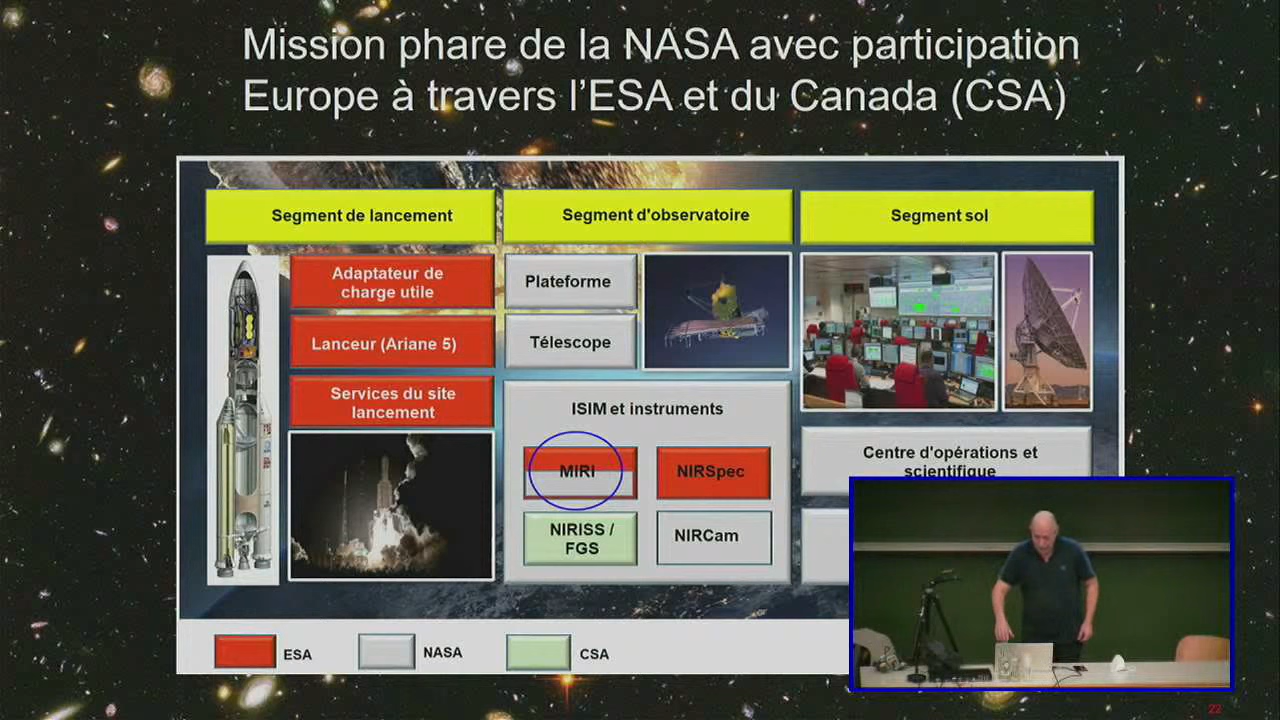 Mission phare de la NASA avec participation
Europe à travers l'ESA et du Canada (CSA)
Segment de lancement
Segment d'observatoire
Segment sol
Adaptateur de
charge utile
Lanceur (Ariane 5)
Services du site
lancement
Plateforme
Télescope
ISIM et instruments
MIRI
NIRSpec
NIRISS /
FGS
NIRCam
Centre d'opérations et
scientifique
ESA
NASA
CSA
22